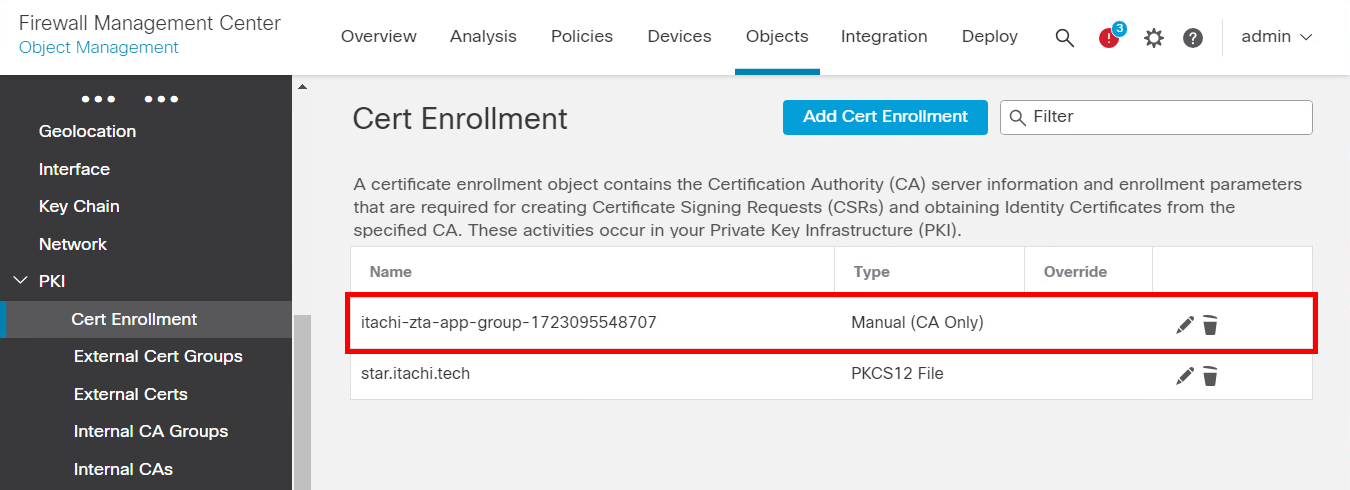 Firewall Management Center
Object Management
Overview
Analysis
Policies
Devices
Objects
Integration
Deploy
3
admin
Geolocation
Interface
Key Chain
Network
PKI
Cert Enrollment
External Cert Groups
External Certs
Internal CA Groups
Internal CAs
Cert Enrollment
Add Cert Enrollment
Filter
A certificate enrollment object contains the Certification Authority (CA) server information and enrollment parameters
that are required for creating Certificate Signing Requests (CSRs) and obtaining Identity Certificates from the
specified CA. These activities occur in your Private Key Infrastructure (PKI).
Name Type Override
itachi-zta-app-group-1723095548707 Manual (CA Only)
star.itachi.tech PKCS12 File